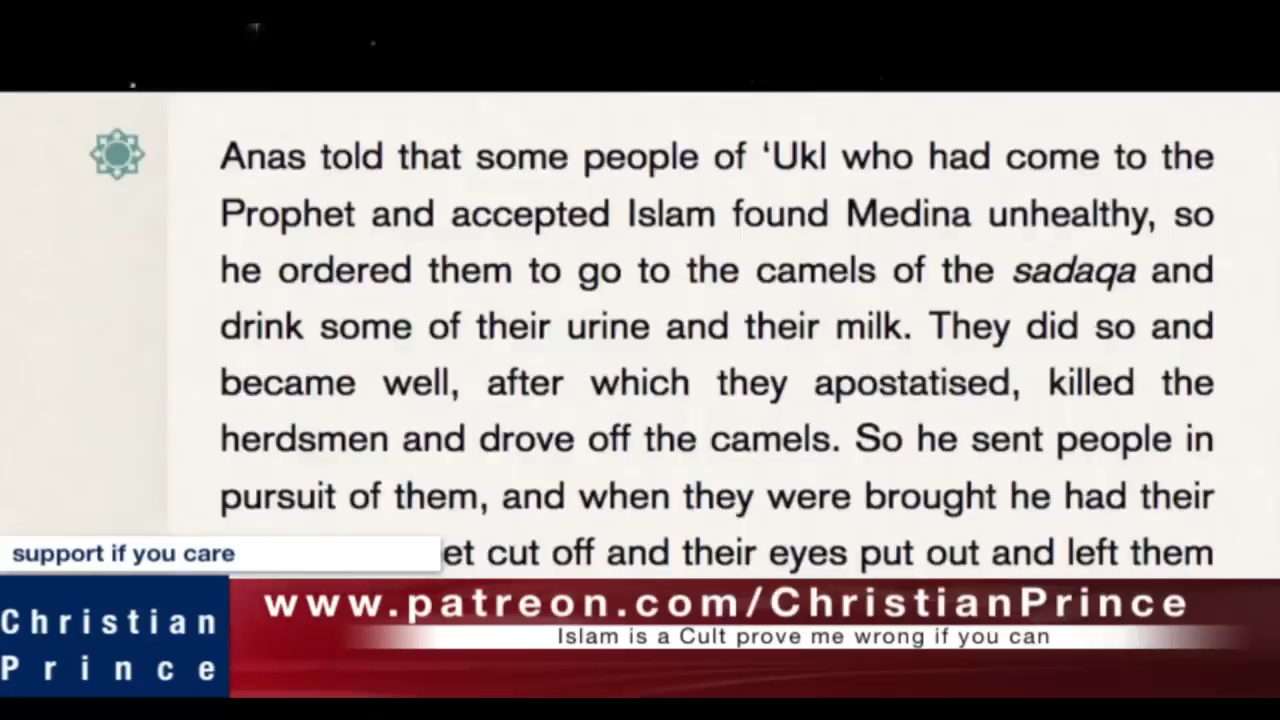 Anas told that some people of ‘Ukl who had come to the
Prophet and accepted Islam found Medina unhealthy, so
he ordered them to go to the camels of the sadaqa and
drink some of their urine and their milk. They did so and
became well, after which they apostatised, killed the
herdsmen and drove off the camels. So he sent people in
pursuit of them, and when they were brought he had their
et cut off and their eyes put out and left them
support if you care
Christian
Prince
www.patreon.com/ChristianPrince
Islam is a Cult prove me wrong if you can